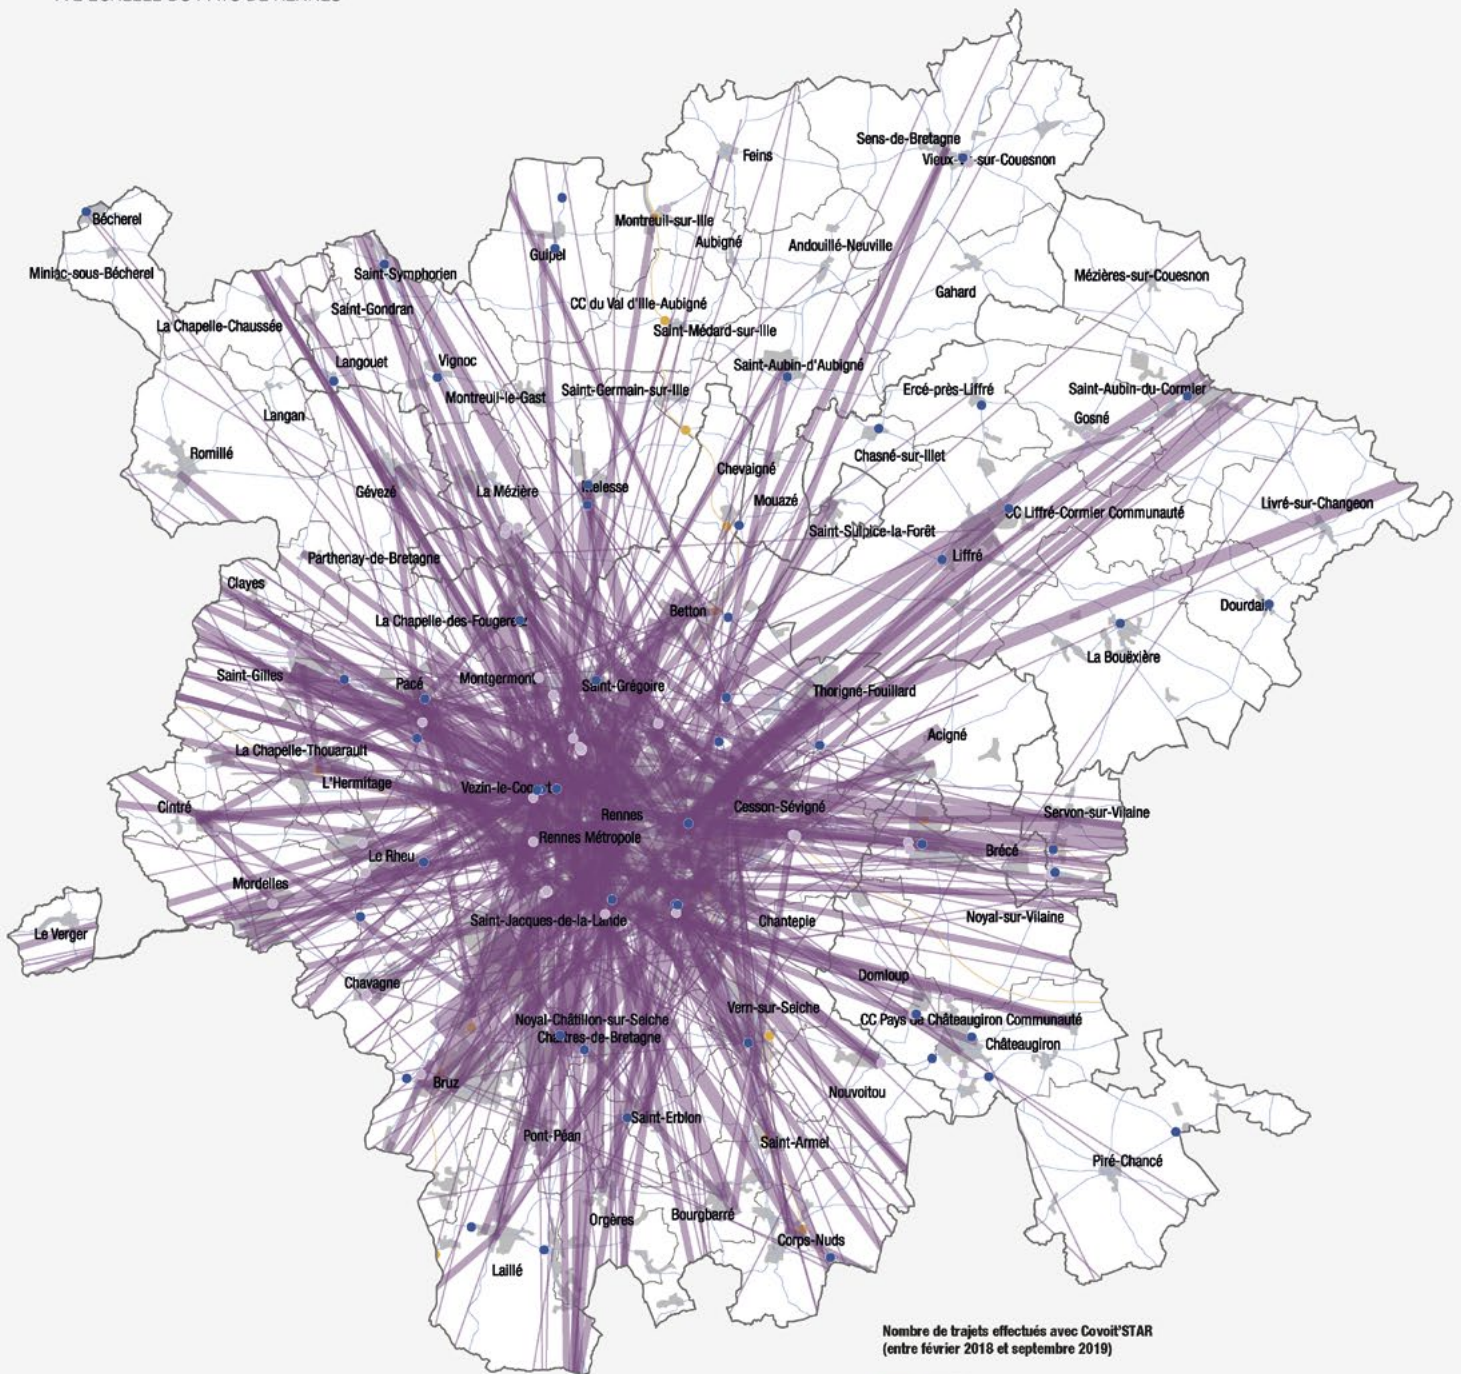 Sens-de-Bretagne
Feins
sur-Couesnon
Bécherel
Montreuil-sur-Ille
Aubigné
Andouillé-Neuville
Guipel
Miniac-sous-Bécherel
Saint-Symphorien
Mézières-sur-Couesnon
Gahard
CC du Val d'Ille-Aubigné
Saint-Gondran
La Chapelle-Chaussée
Saint-Médard-sur-Ille
Langouet
Vignoc
Saint-Aubin-d'Aubigné
Saint-Germain-sur-Ille
Ercé-près-Liffré
Saint-Aubin-du-Cormier
Montreuil-le-Gast
Langan
Gosné
Romillé
Chasné-sur-Illet
Chevaigné
Gévezé
La Mézière
Mouazé
Livré-sur-Changeon
CC Liffré-Cormier Communauté
Saint-Sulpice-la-Forêt
Parthenay-de-Bretagne
Liffré
Clayes
Dourdain
Betton
La Chapelle-des-Fougeretz
La Bouëxière
Saint-Gilles
Pacé
Montgermont
Saint-Grégoire
Thorigné-Fouillard
Acigné
La Chapelle-Thouarault
L'Hermitage
Vezin-le-Coquet
Cintré
Cesson-Sévigné
Rennes
Servon-sur-Vilaine
Rennes Métropole
Brécé
Le Rheu
Mordelles
Noyal-sur-Vilaine
Saint-Jacques-de-la-Lande
Chantepie
Le Verger
Chavagne
Domloup
Vern-sur-Seiche
Noyal-Châtillon-sur-Seiche
CC Pays de Châteaugiron Communauté
Chartres-de-Bretagne
Châteaugiron
Bruz
Nouvoitou
Saint-Erblon
Pont-Péan
Saint-Armel
Piré-Chancé
Bourgbarré
Orgères
Corps-Nuds
Laillé
Nombre de trajets effectués avec Covoit'STAR
(entre février 2018 et septembre 2019)